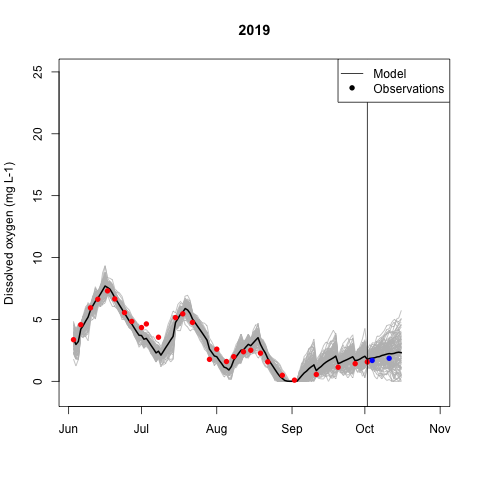 2019
Model
Observations
Dissolved oxygen (mg L-1)
25
20
15
10
5
0
Jun Jul Aug Sep Oct Nov